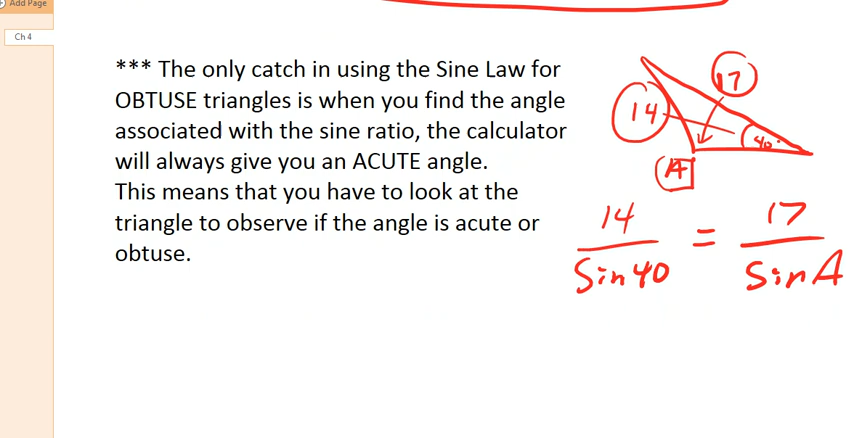 Add Page
Ch 4
*** The only catch in using the Sine Law for
OBTUSE triangles is when you find the angle
associated with the sine ratio, the calculator
will always give you an ACUTE angle.
This means that you have to look at the
triangle to observe if the angle is acute or
obtuse.
17
14
40°
A
14 / Sin40 = 17 / SinA